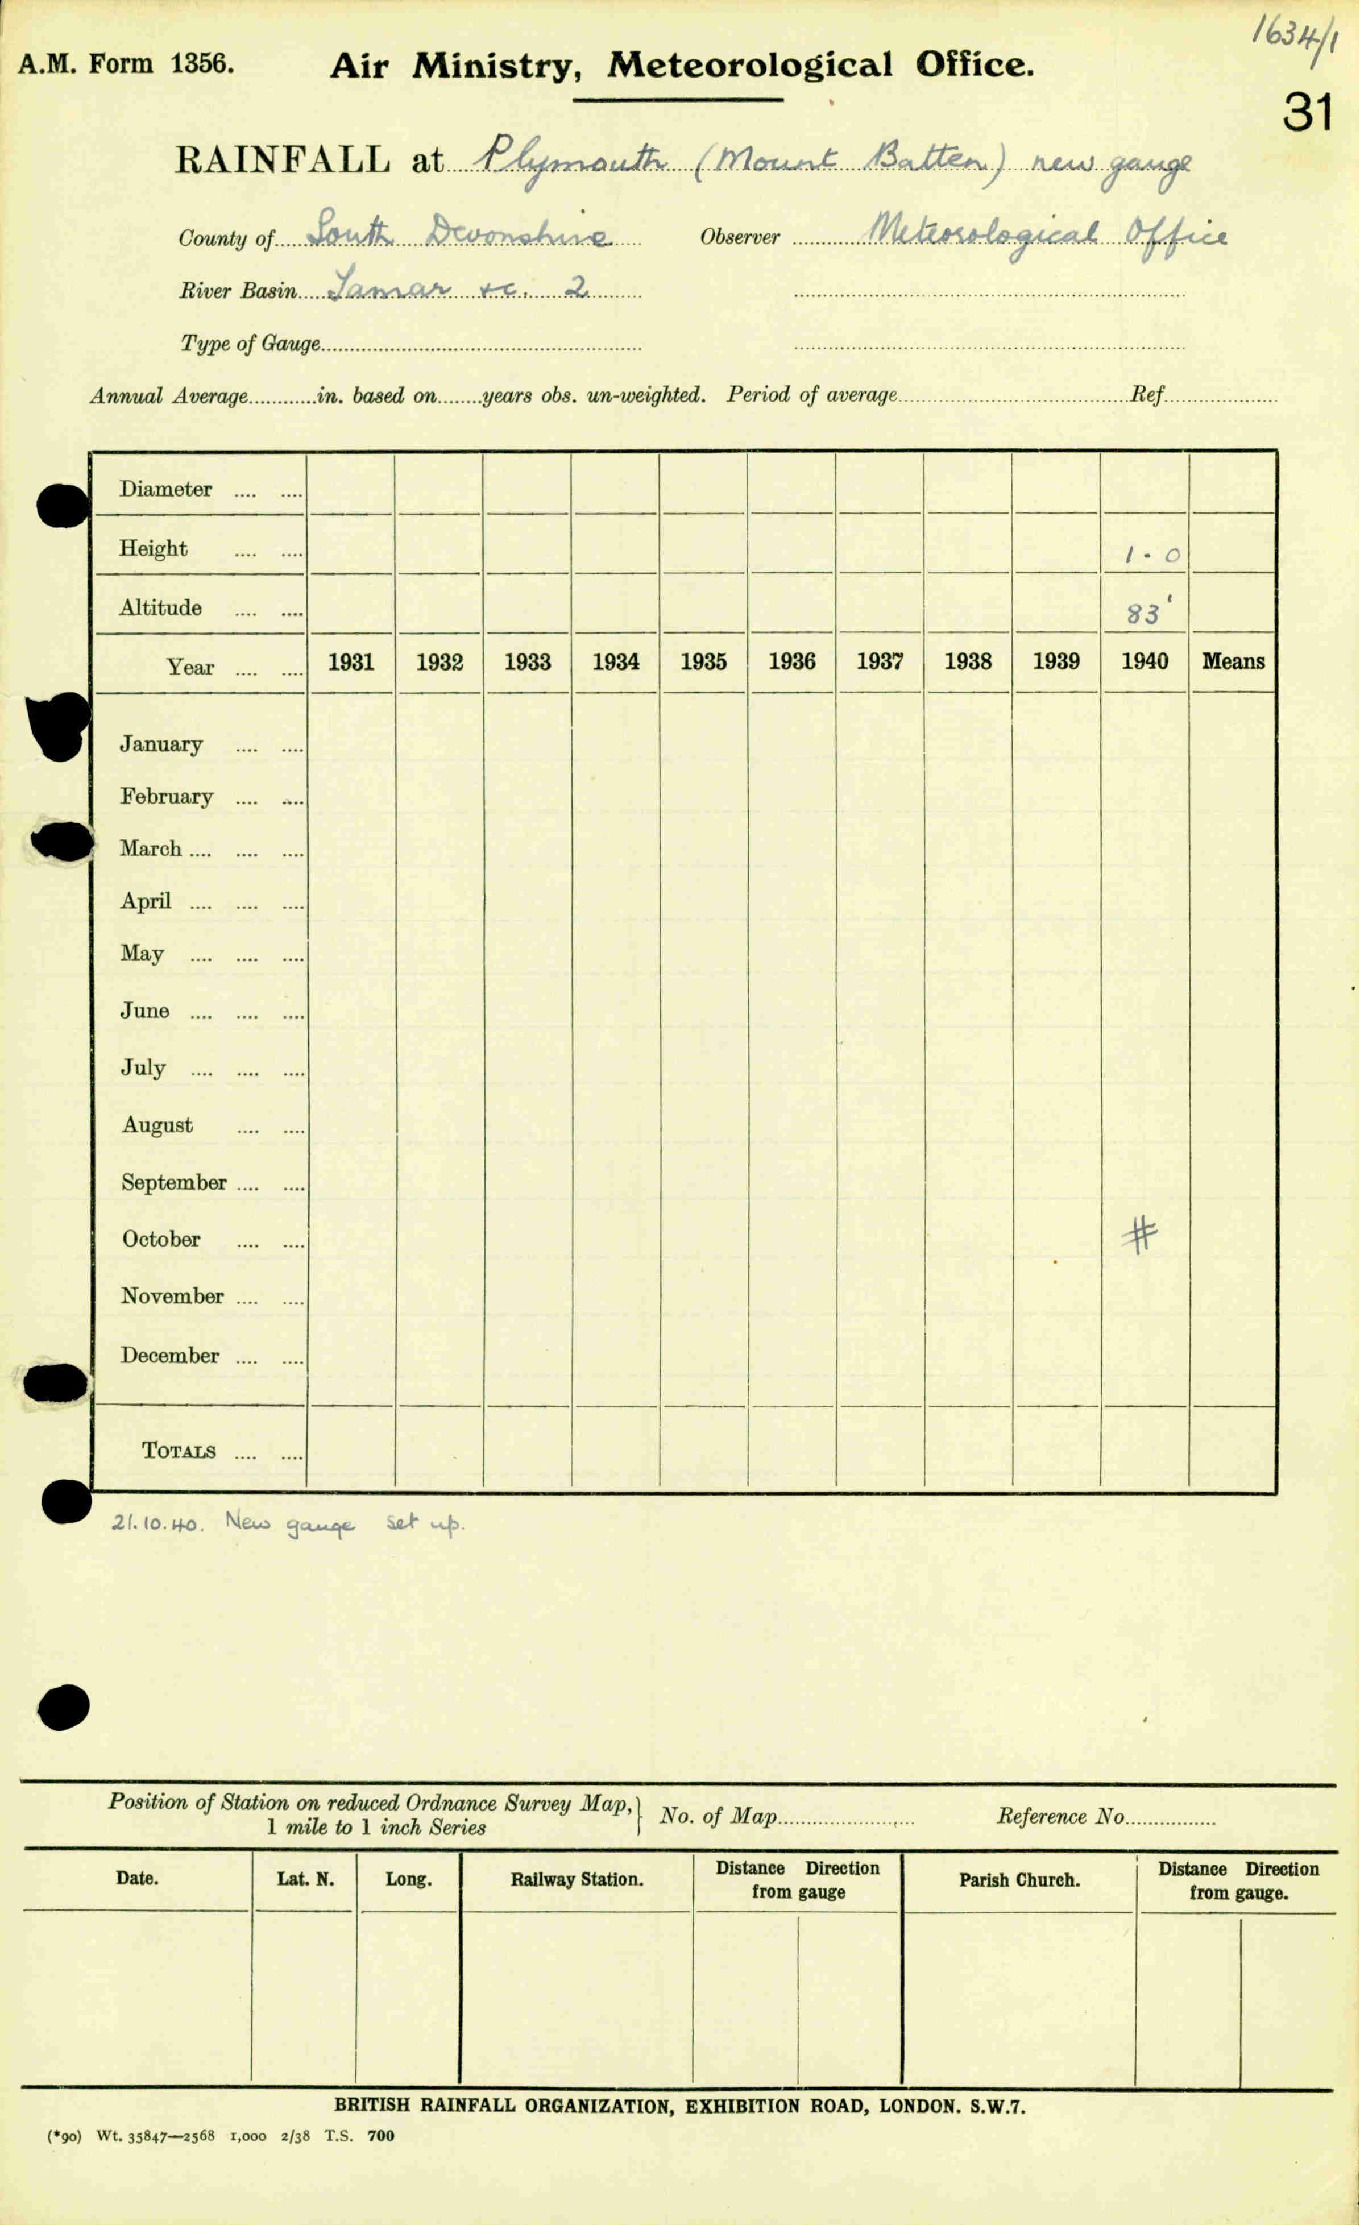 1634/1
A.M. Form 1356. Air Ministry, Meteorological Office.
31
RAINFALL at Plymouth (Mount Batten) new gauge
County of South Devonshire Observer Meteorological Office
River Basin Tamar &c. 2
Type of Gauge
Annual Average in. based on years obs. un-weighted. Period of average Ref.
Diameter
Height 1 - 0
Altitude 83'
Year 1931 1932 1933 1934 1935 1936 1937 1938 1939 1940 Means
January
February
March
April
May
June
July
August
September
October #
November
December
TOTALS
21.10.40. New gauge set up.
Position of Station on reduced Ordnance Survey Map,} No. of Map Reference No.
1 mile to 1 inch Series
Date. Lat. N. Long. Railway Station. Distance Direction from gauge Parish Church. Distance Direction from gauge.
BRITISH RAINFALL ORGANIZATION, EXHIBITION ROAD, LONDON. S.W.7.
(*90) Wt. 35847—2568 1,000 2/38 T.S. 700